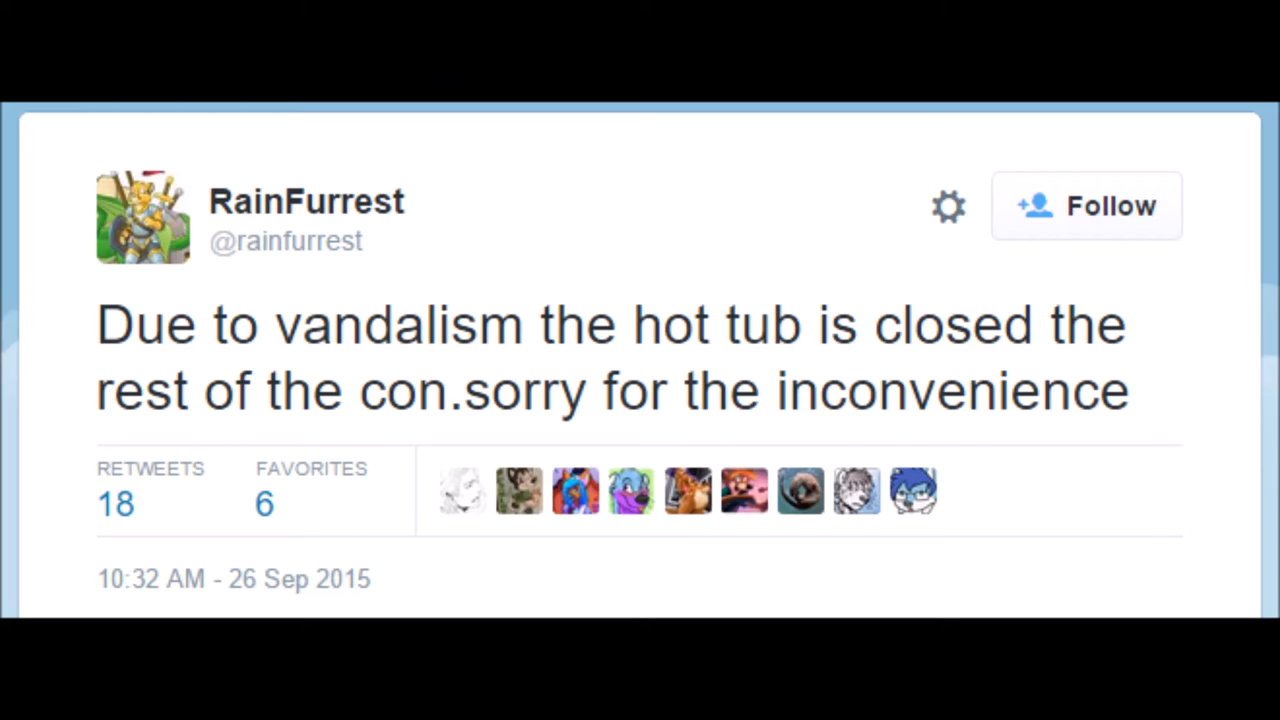 RainFurrest
@rainfurrest
Follow
Due to vandalism the hot tub is closed the
rest of the con.sorry for the inconvenience
RETWEETS FAVORITES
18 6
10:32 AM - 26 Sep 2015